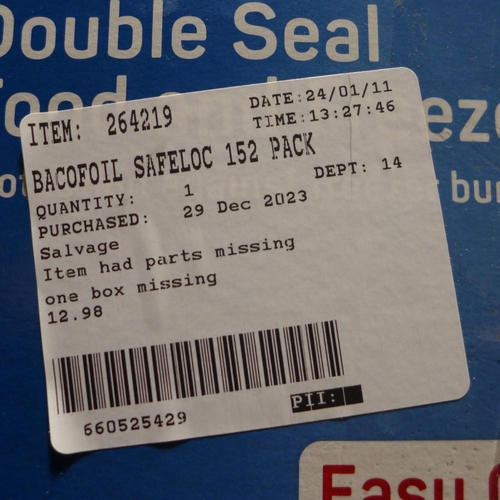 Double Seal
ITEM: 264219
DATE:24/01/11
TIME:13:27:46
BACOFOIL SAFELOC 152 PACK
QUANTITY: 1
DEPT: 14
PURCHASED: 29 Dec 2023
Salvage
Item had parts missing
one box missing
12.98
660525429
PII:
Easy